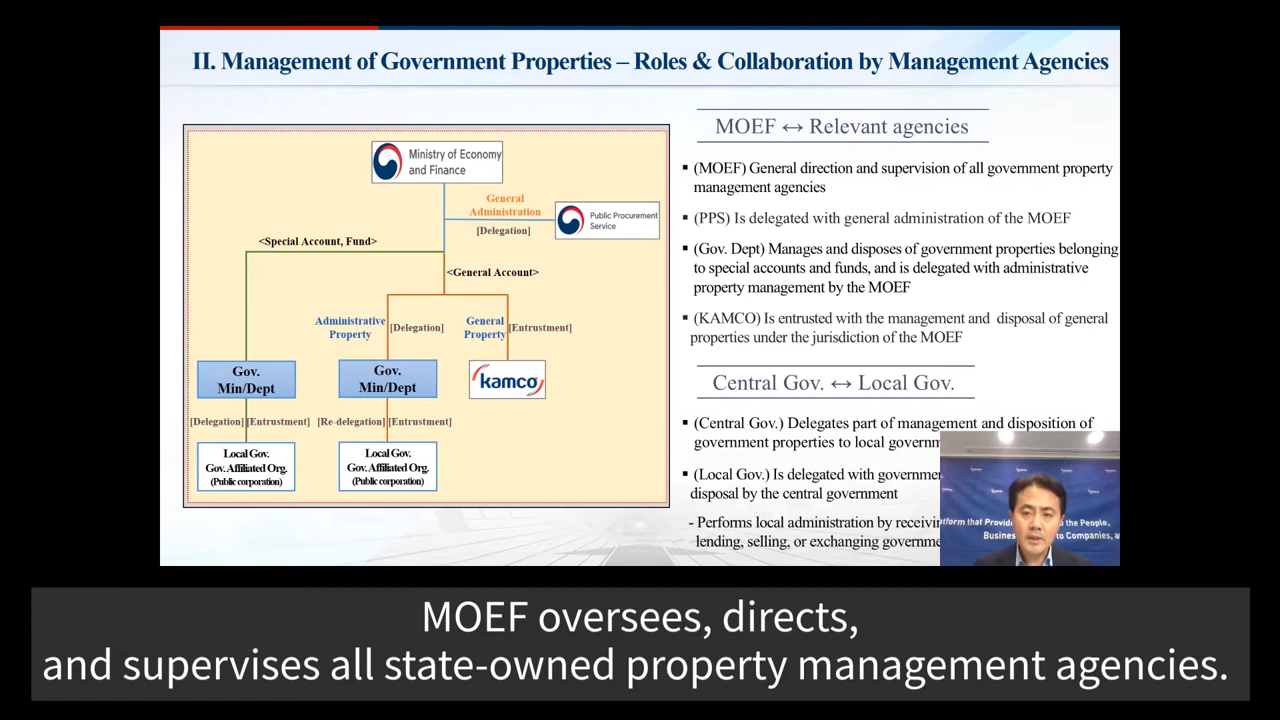 II. Management of Government Properties – Roles & Collaboration by Management Agencies
Ministry of Economy
and Finance
General
Administration
[Delegation]
Public Procurement
Service
<Special Account, Fund>
<General Account>
Administrative
Property
[Delegation]
General
Property
[Entrustment]
Gov.
Min/Dept
Gov.
Min/Dept
kamco
[Delegation] [Entrustment]
[Re-delegation] [Entrustment]
Local Gov.
Gov. Affiliated Org.
(Public corporation)
Local Gov.
Gov. Affiliated Org.
(Public corporation)
MOEF ↔ Relevant agencies
▪ (MOEF) General direction and supervision of all government property
management agencies
▪ (PPS) Is delegated with general administration of the MOEF
▪ (Gov. Dept) Manages and disposes of government properties belonging
to special accounts and funds, and is delegated with administrative
property management by the MOEF
▪ (KAMCO) Is entrusted with the management and disposal of general
properties under the jurisdiction of the MOEF
Central Gov. ↔ Local Gov.
▪ (Central Gov.) Delegates part of management and disposition of
government properties to local
▪ (Local Gov.) Is delegated with
disposal by the central government
- Performs local administration by
lending, selling, or exchanging
the People,
to Companies,
MOEF oversees, directs,
and supervises all state-owned property management agencies.